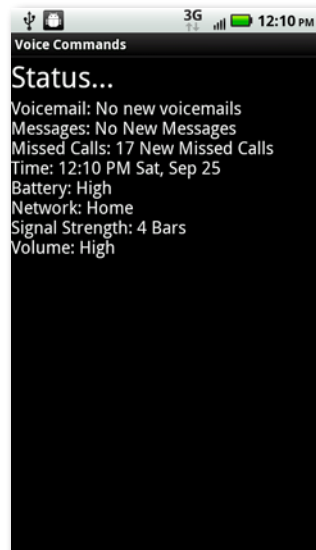 3G 12:10 PM
Voice Commands
Status...
Voicemail: No new voicemails
Messages: No New Messages
Missed Calls: 17 New Missed Calls
Time: 12:10 PM Sat, Sep 25
Battery: High
Network: Home
Signal Strength: 4 Bars
Volume: High